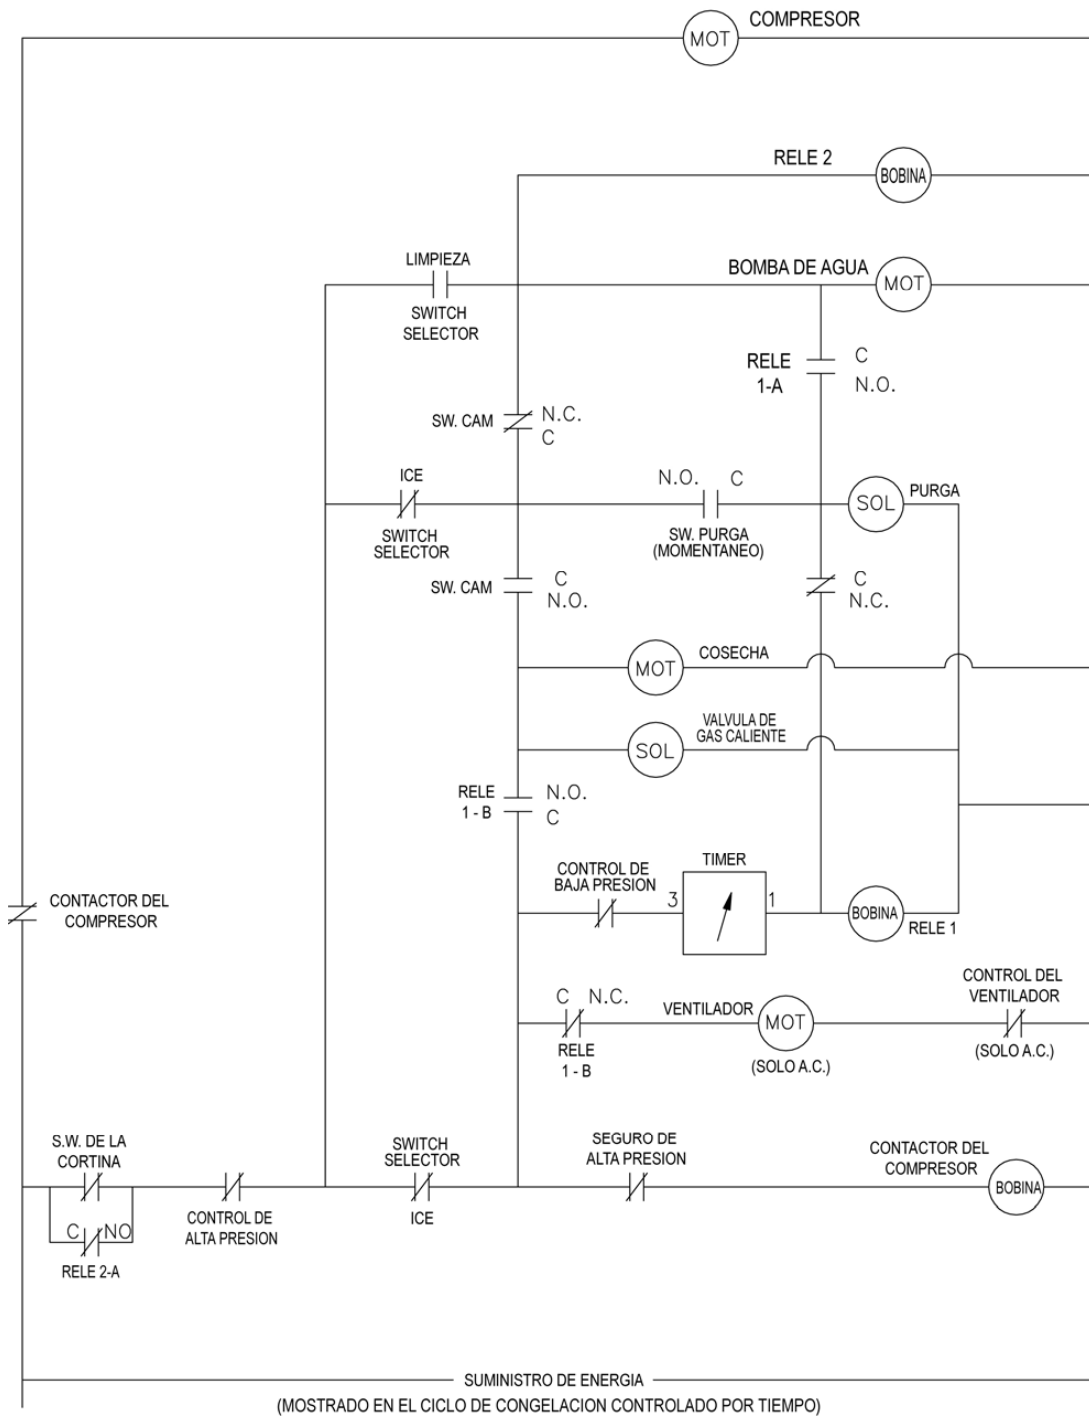 COMPRESOR
MOT
RELE 2
BOBINA
LIMPIEZA
SWITCH
SELECTOR
BOMBA DE AGUA
MOT
RELE
1-A
C
N.O.
SW. CAM
N.C.
C
ICE
SWITCH
SELECTOR
N.O.
C
SW. PURGA
(MOMENTANEO)
SOL
PURGA
SW. CAM
C
N.O.
C
N.C.
MOT
COSECHA
SOL
VALVULA DE
GAS CALIENTE
RELE
1 - B
N.O.
C
CONTROL DE
BAJA PRESION
TIMER
3
1
BOBINA
RELE 1
CONTACTOR DEL
COMPRESOR
C
N.C.
RELE
1 - B
VENTILADOR
MOT
(SOLO A.C.)
CONTROL DEL
VENTILADOR
(SOLO A.C.)
S.W. DE LA
CORTINA
C
NO
RELE 2-A
CONTROL DE
ALTA PRESION
SWITCH
SELECTOR
ICE
SEGURO DE
ALTA PRESION
CONTACTOR DEL
COMPRESOR
BOBINA
SUMINISTRO DE ENERGIA
(MOSTRADO EN EL CICLO DE CONGELACION CONTROLADO POR TIEMPO)